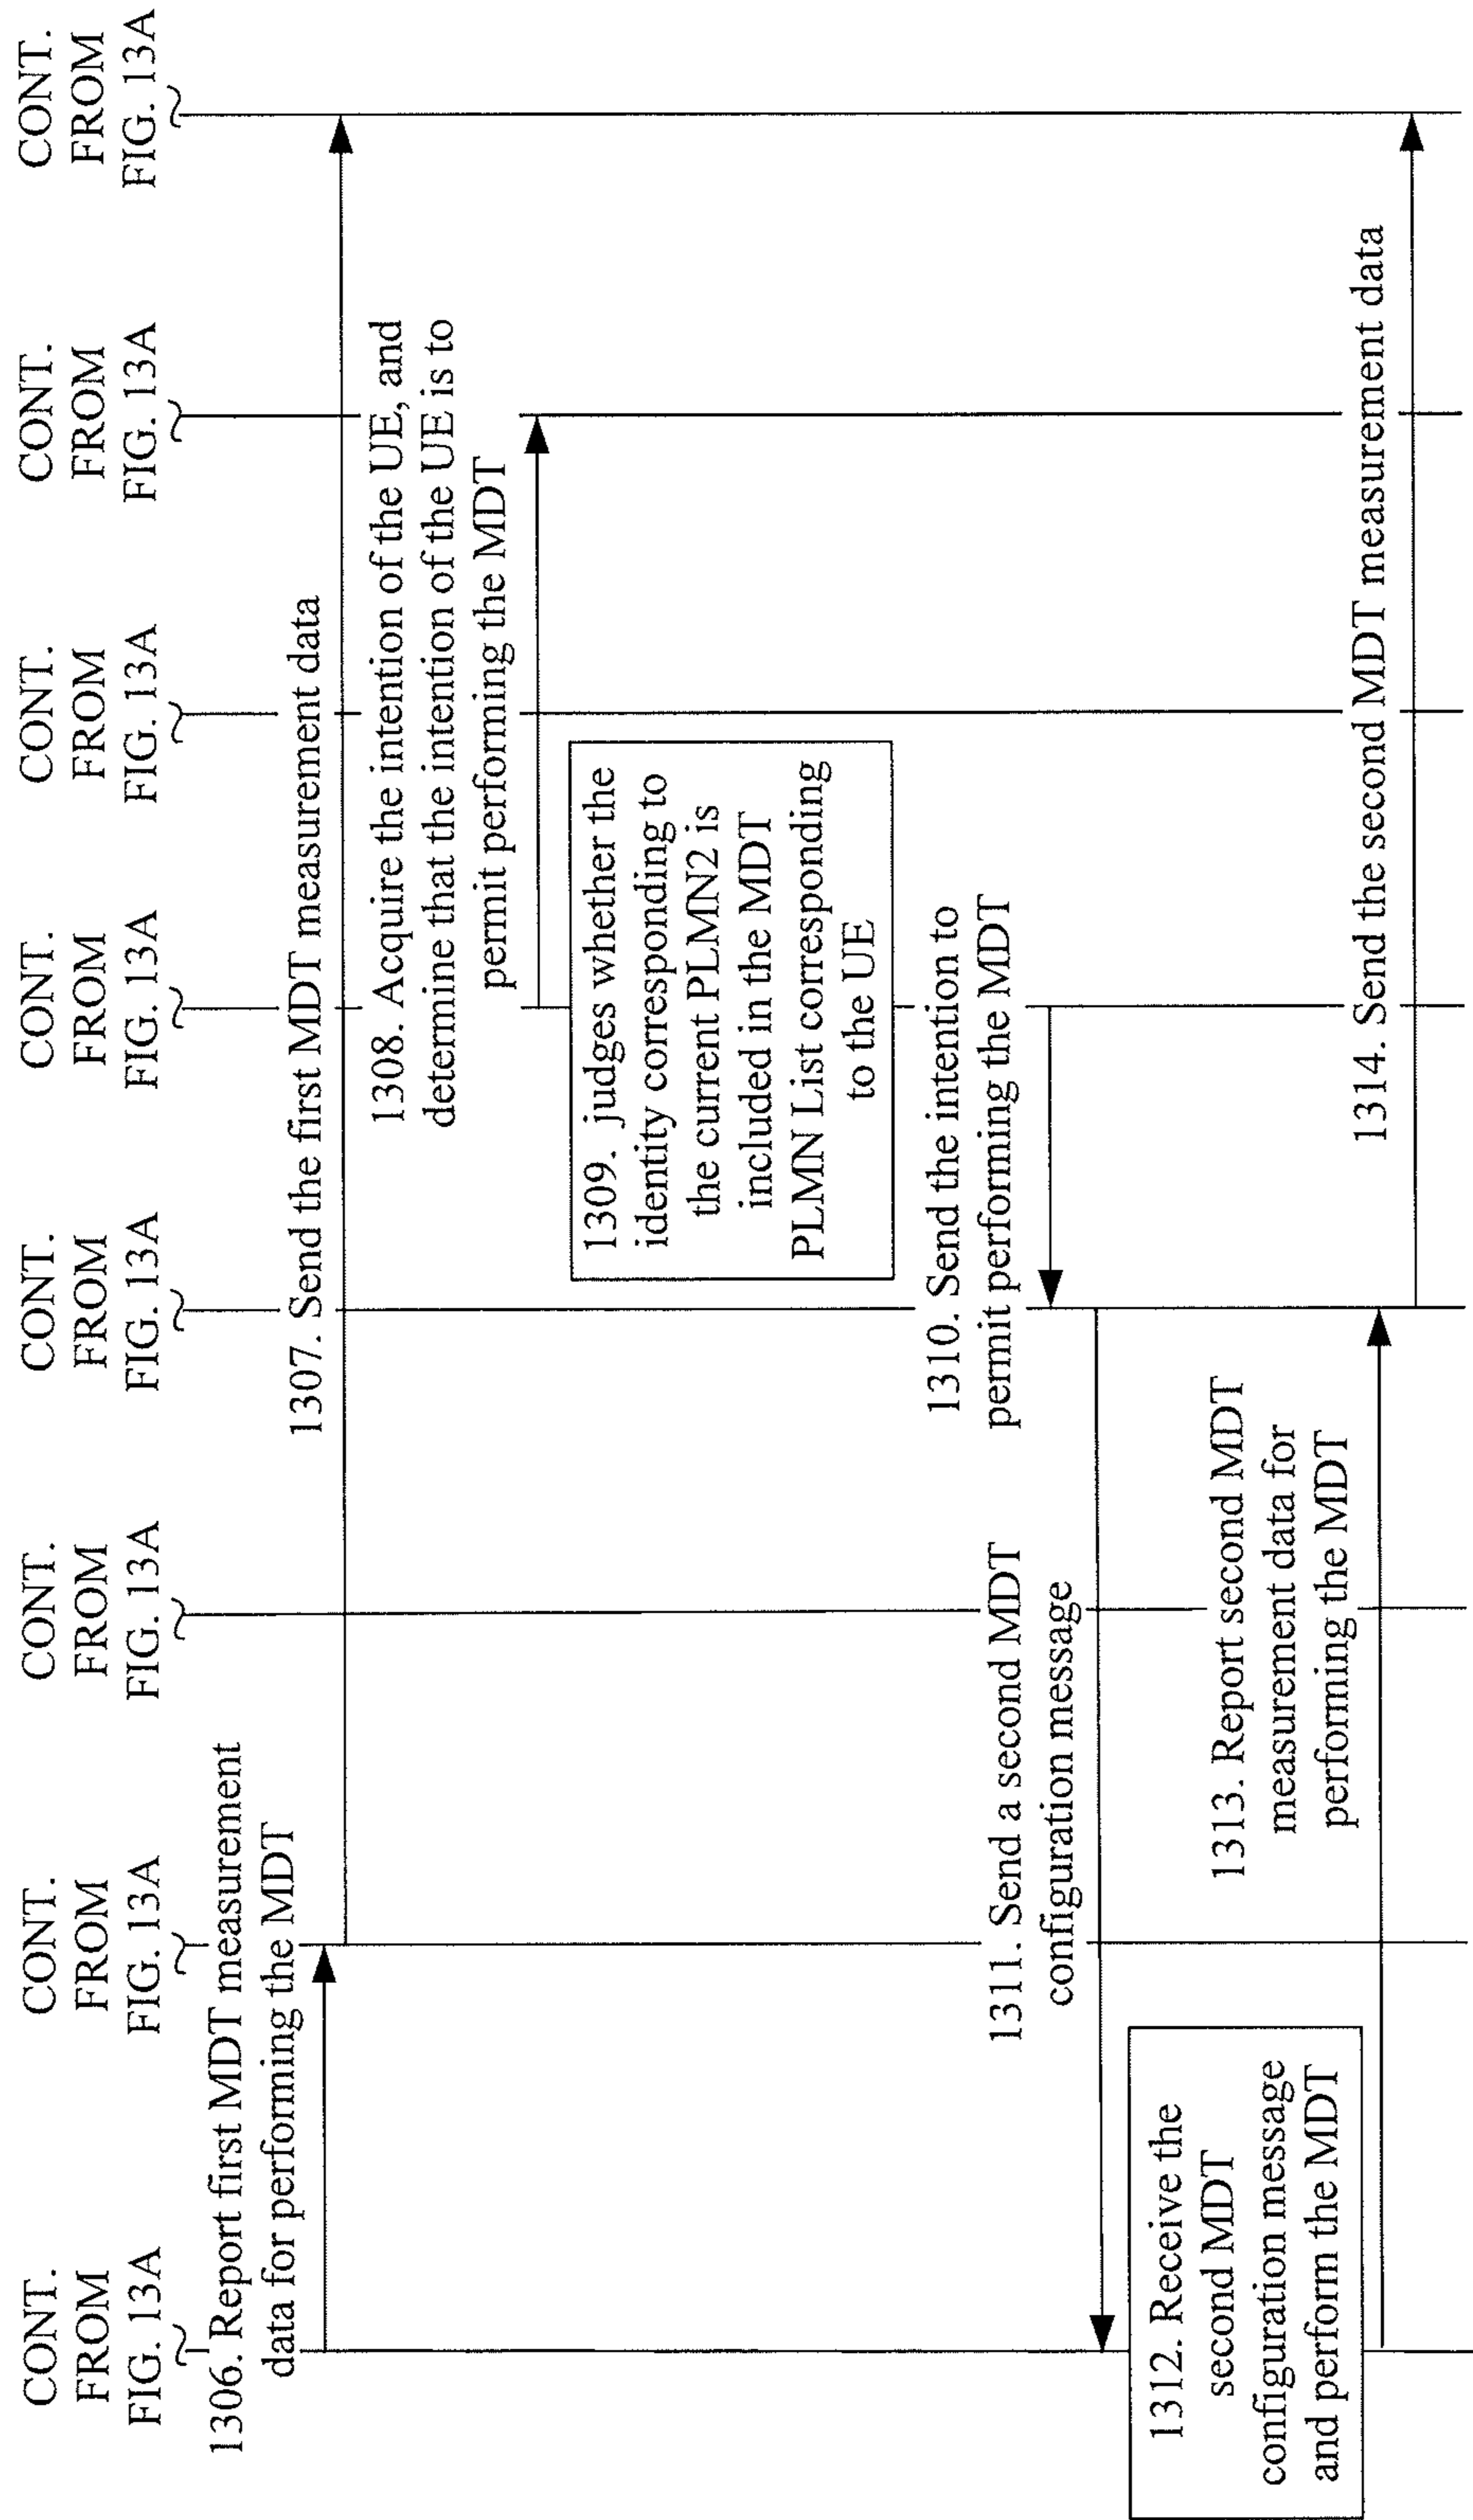 CONT.
FROM
FIG. 13A
CONT.
FROM
FIG. 13A
CONT.
FROM
FIG. 13A
CONT.
FROM
FIG. 13A
CONT.
FROM
FIG. 13A
CONT.
FROM
FIG. 13A
CONT.
FROM
FIG. 13A
CONT.
FROM
FIG. 13A
1306. Report first MDT measurement
data for performing the MDT
1307. Send the first MDT measurement data
1308. Acquire the intention of the UE, and
determine that the intention of the UE is to
permit performing the MDT
1309. judges whether the
identity corresponding to
the current PLMN2 is
included in the MDT
PLMN List corresponding
to the UE
1310. Send the intention to
permit performing the MDT
1311. Send a second MDT
configuration message
1312. Receive the
second MDT
configuration message
and perform the MDT
1313. Report second MDT
measurement data for
performing the MDT
1314. Send the second MDT measurement data